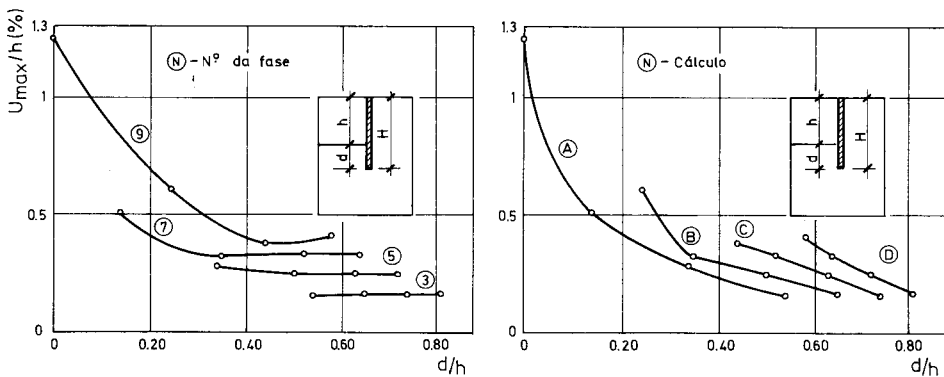 U max/h (%)
1.3
1
0.5
0
Ⓝ - Nº da fase
h
d
H
⑨
⑦
⑤
③
0
0.20
0.40
0.60
0.80
d/h
1.3
1
0.5
0
Ⓝ - Cálculo
h
d
H
Ⓐ
Ⓑ
Ⓒ
Ⓓ
0
0.20
0.40
0.60
0.80
d/h